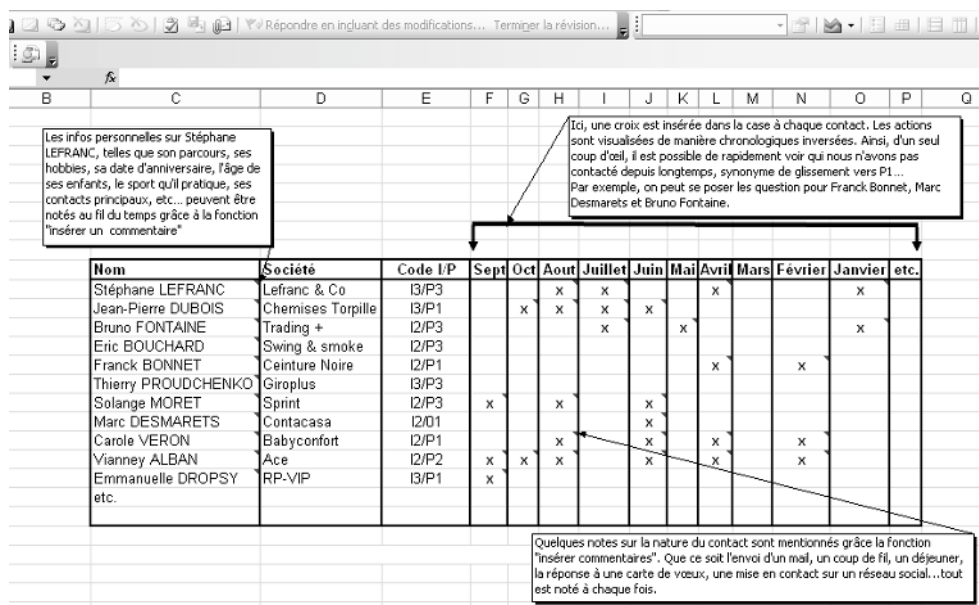 Répondre en incluant des modifications... Terminer la révision...
fx
B C D E F G H I J K L M N O P Q
Les infos personnelles sur Stéphane
LEFRANC, telles que son parcours, ses
hobbies, sa date d'anniversaire, l'âge de
ses enfants, le sport qu'il pratique, ses
contacts principaux, etc... peuvent être
notés au fil du temps grâce à la fonction
"insérer un commentaire"
Ici, une croix est insérée dans la case à chaque contact. Les actions
sont visualisées de manière chronologiques inversées. Ainsi, d'un seul
coup d'œil, il est possible de rapidement voir qui nous n'avons pas
contacté depuis longtemps, synonyme de glissement vers P1...
Par exemple, on peut se poser les question pour Franck Bonnet, Marc
Desmarets et Bruno Fontaine.
Nom Société Code I/P Sept Oct Aout Juillet Juin Mai Avril Mars Février Janvier etc.
Stéphane LEFRANC Lefranc & Co I3/P3 x x x x
Jean-Pierre DUBOIS Chemises Torpille I3/P1 x x x x
Bruno FONTAINE Trading + I2/P3 x x x
Eric BOUCHARD Swing & smoke I2/P3
Franck BONNET Ceinture Noire I2/P1 x x
Thierry PROUDCHENKO Giroplus I3/P3
Solange MORET Sprint I2/P3 x x x
Marc DESMARETS Contacasa I2/01 x
Carole VERON Babyconfort I2/P1 x x x x
Vianney ALBAN Ace I2/P2 x x x x x x
Emmanuelle DROPSY RP-VIP I3/P1 x
etc.
Quelques notes sur la nature du contact sont mentionnés grâce la fonction
"insérer commentaires". Que ce soit l'envoi d'un mail, un coup de fil, un déjeuner,
la réponse à une carte de vœux, une mise en contact sur un réseau social...tout
est noté à chaque fois.